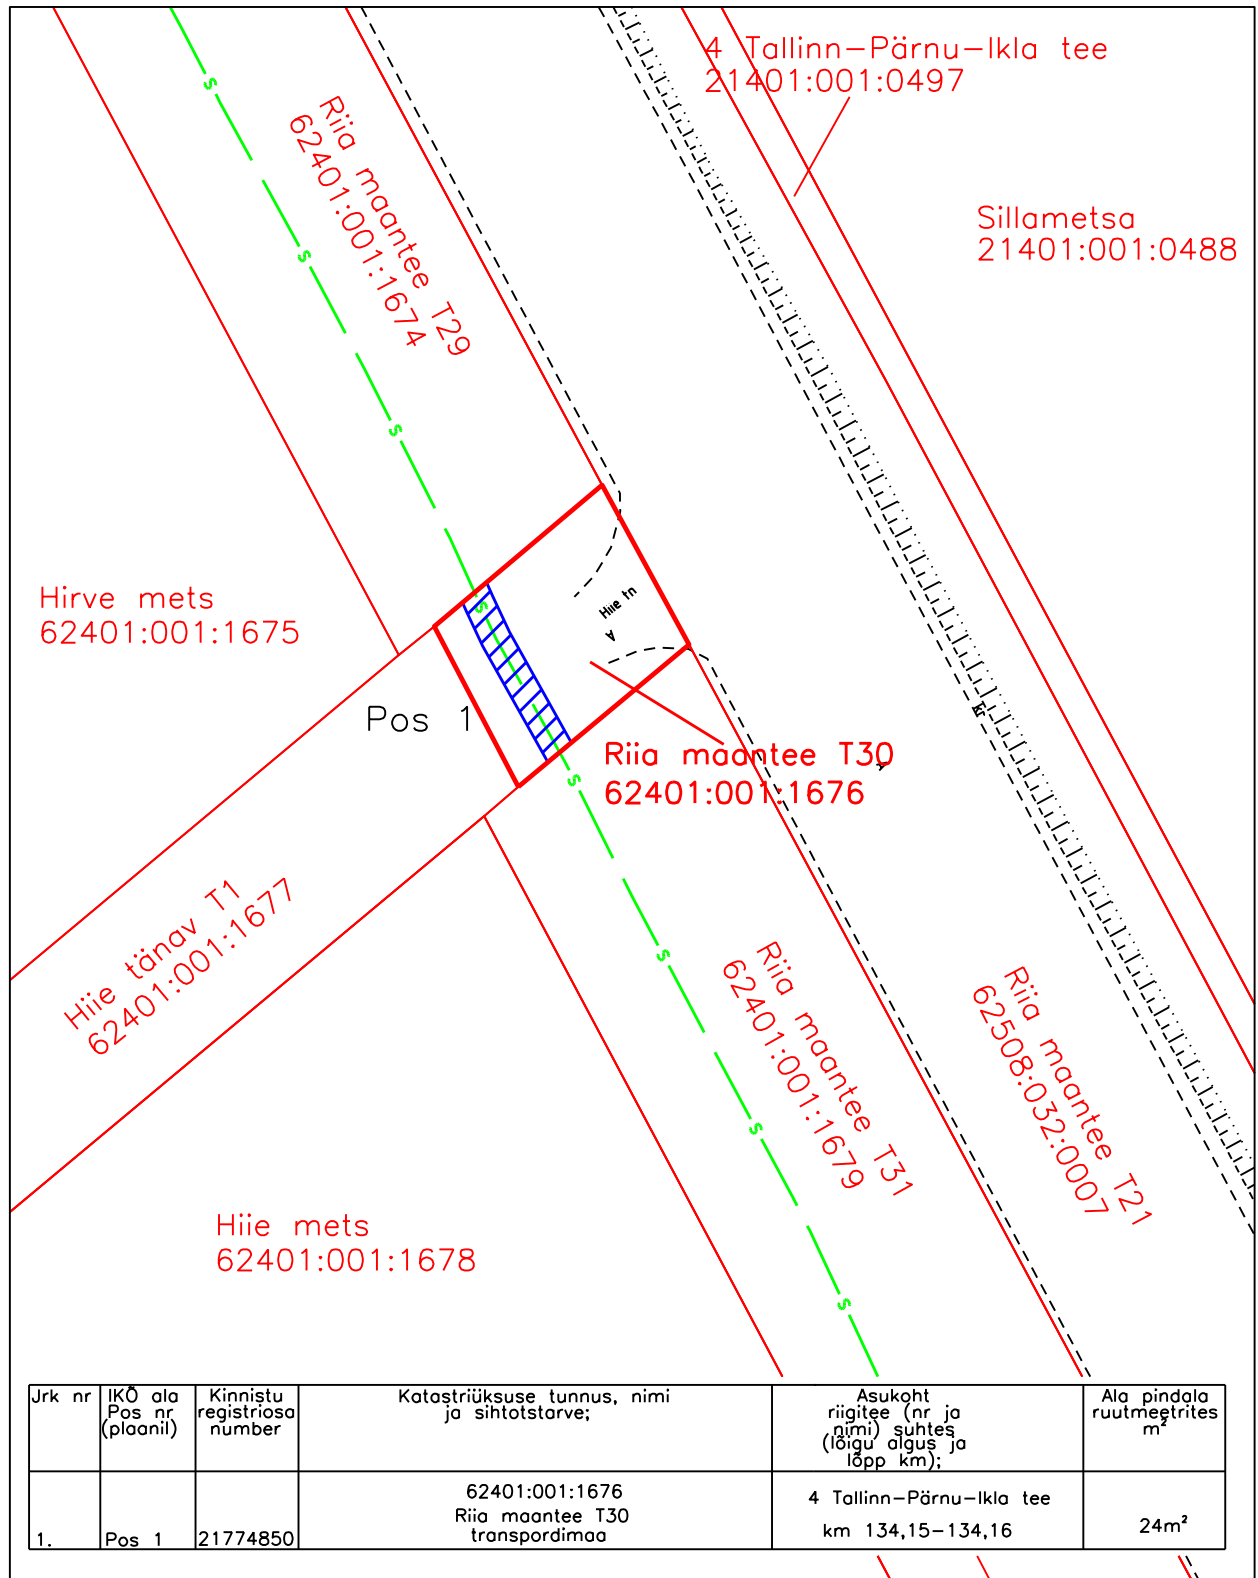 4 Tallinn-Pärnu-Ikla tee
21401:001:0497
Riia maantee T29
62401:001:1674
Sillametsa
21401:001:0488
Hirve mets
62401:001:1675
Hiie tn
Pos 1
Riia maantee T30
62401:001:1676
Hiie tänav T1
62401:001:1677
Riia maantee T31
62401:001:1679
Riia maantee T21
62508:032:0007
Hiie mets
62401:001:1678
s
s
s
s
s
s
s
s
A
A
Kr
Jrk nr
IKÕ ala
Pos nr
(plaanil)
Kinnistu
registriosa
number
Katastriüksuse tunnus, nimi
ja sihtotstarve;
Asukoht
riigitee (nr ja
nimi) suhtes
(lõigu algus ja
lõpp km);
Ala pindala
ruutmeetrites
m²
1.
Pos 1
21774850
62401:001:1676
Riia maantee T30
transpordimaa
4 Tallinn-Pärnu-Ikla tee
km 134,15-134,16
24m²